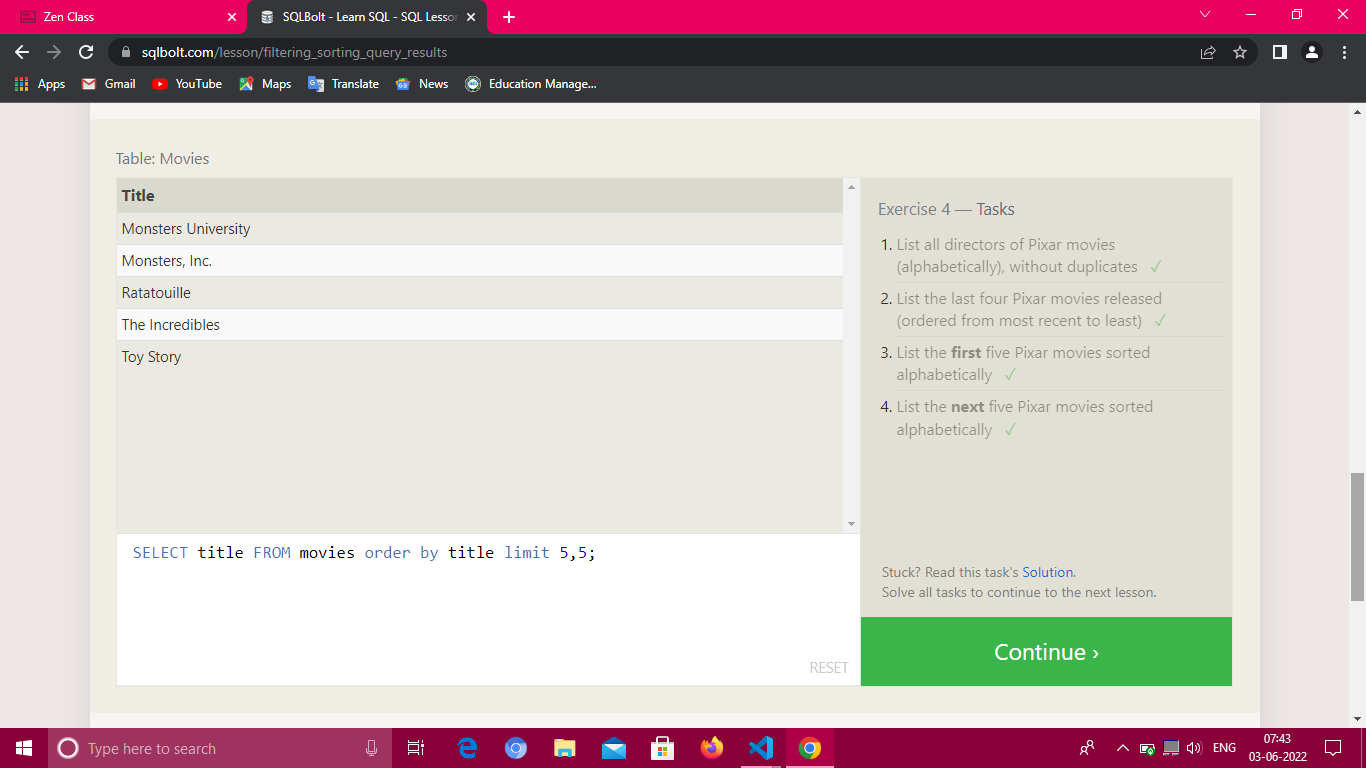 Zen Class
SQLBolt - Learn SQL - SQL Lesson
sqlbolt.com/lesson/filtering_sorting_query_results
Apps Gmail YouTube Maps Translate News Education Manage...
Table: Movies
Title
Monsters University
Monsters, Inc.
Ratatouille
The Incredibles
Toy Story
SELECT title FROM movies order by title limit 5,5;
RESET
Exercise 4 — Tasks
1. List all directors of Pixar movies
(alphabetically), without duplicates ✓
2. List the last four Pixar movies released
(ordered from most recent to least) ✓
3. List the first five Pixar movies sorted
alphabetically ✓
4. List the next five Pixar movies sorted
alphabetically ✓
Stuck? Read this task's Solution.
Solve all tasks to continue to the next lesson.
Continue ›
Type here to search
ENG
07:43
03-06-2022